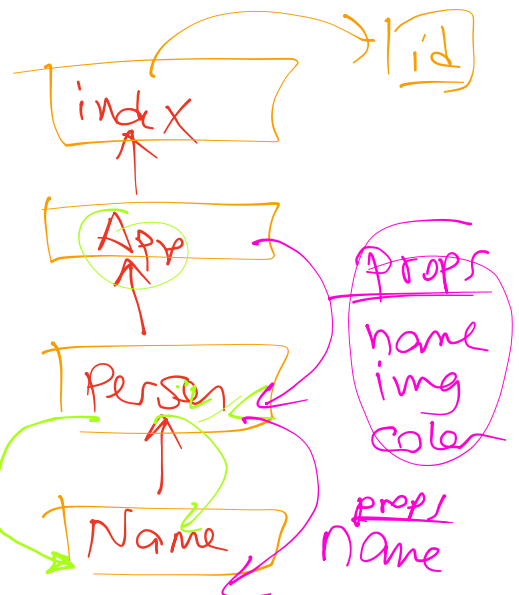 id
index
App
props
name
img
color
Person
props
name
Name